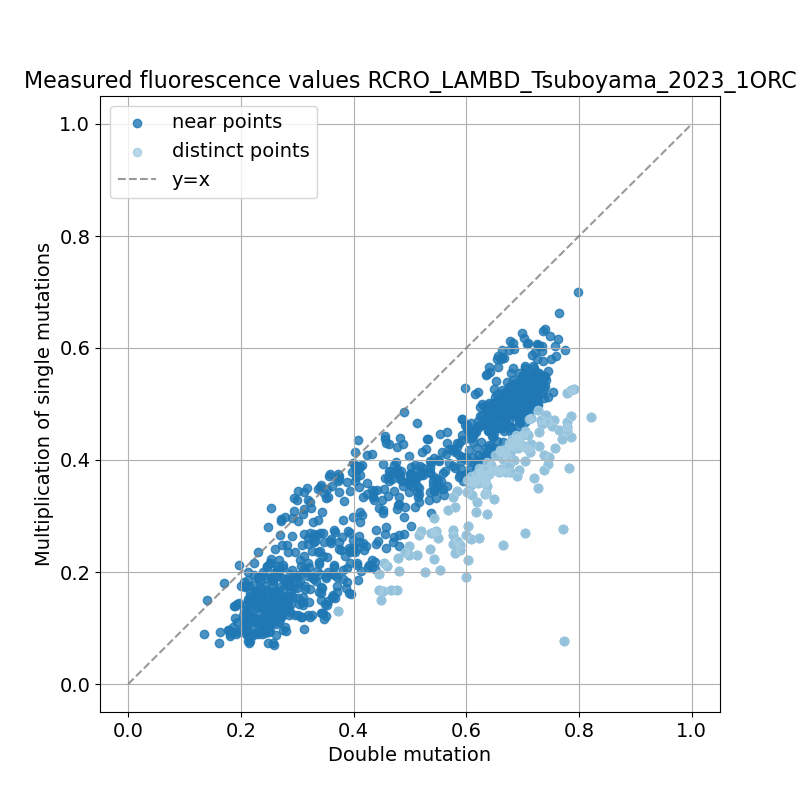 Measured fluorescence values RCRO_LAMBD_Tsuboyama_2023_1ORC
near points
distinct points
y=x
1.0
0.8
0.6
0.4
0.2
0.0
Multiplication of single mutations
0.0 0.2 0.4 0.6 0.8 1.0
Double mutation